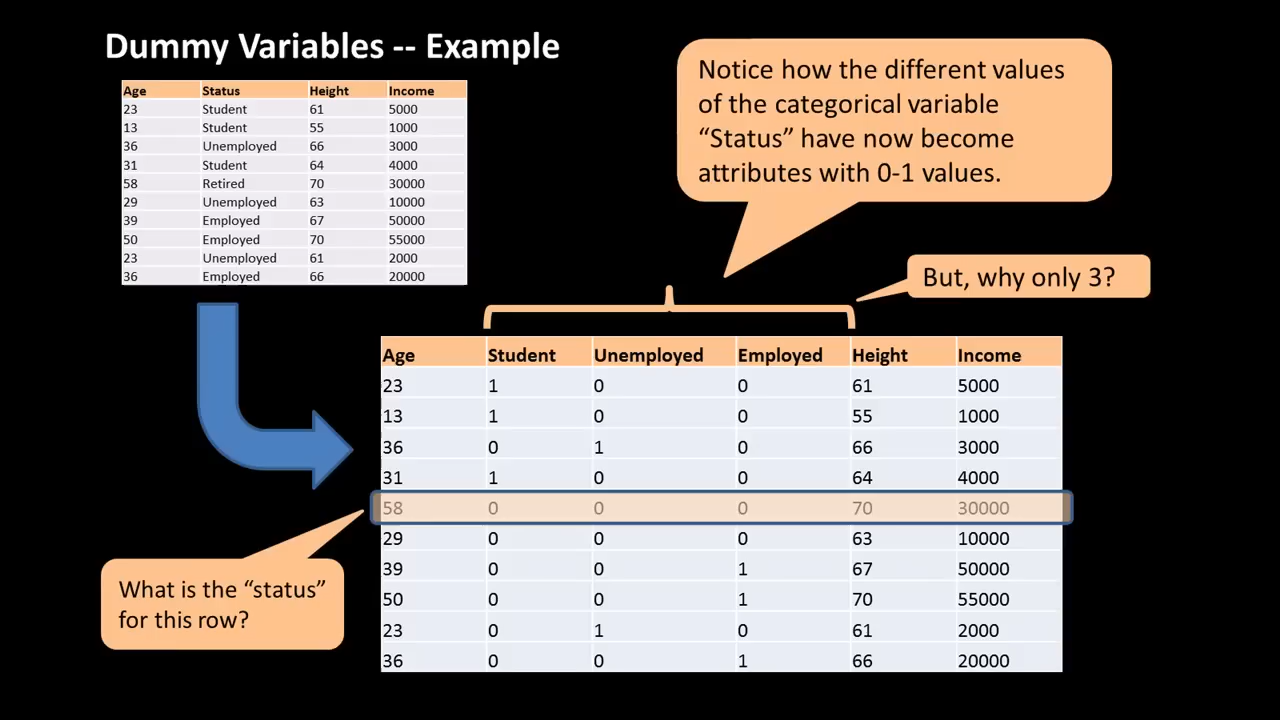 Dummy Variables -- Example
Age Status Height Income
23 Student 61 5000
13 Student 55 1000
36 Unemployed 66 3000
31 Student 64 4000
58 Retired 70 30000
29 Unemployed 63 10000
39 Employed 67 50000
50 Employed 70 55000
23 Unemployed 61 2000
36 Employed 66 20000
Notice how the different values
of the categorical variable
“Status” have now become
attributes with 0-1 values.
But, why only 3?
Age Student Unemployed Employed Height Income
23 1 0 0 61 5000
13 1 0 0 55 1000
36 0 1 0 66 3000
31 1 0 0 64 4000
58 0 0 0 70 30000
29 0 0 0 63 10000
39 0 0 1 67 50000
50 0 0 1 70 55000
23 0 1 0 61 2000
36 0 0 1 66 20000
What is the “status”
for this row?